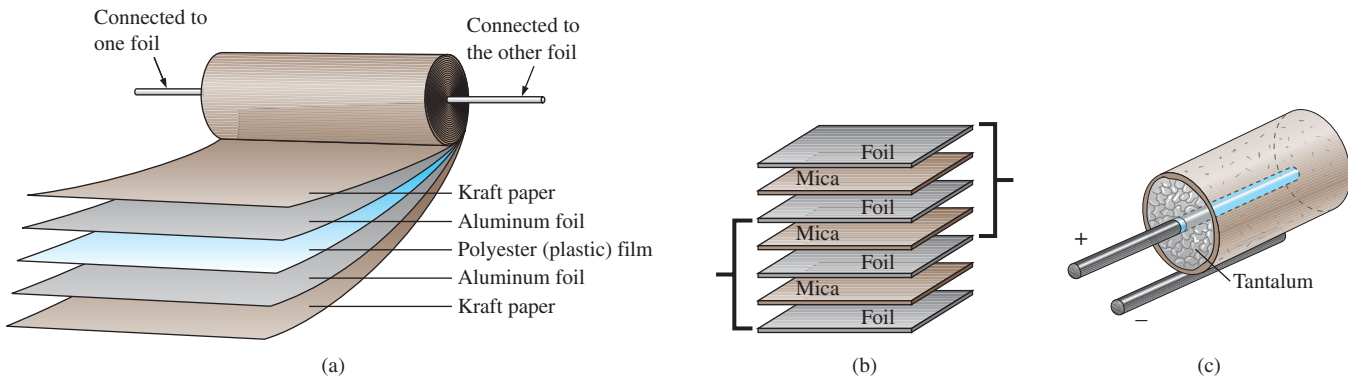 Connected to
one foil
Connected to
the other foil
Kraft paper
Aluminum foil
Polyester (plastic) film
Aluminum foil
Kraft paper
(a)
Foil
Mica
Foil
Mica
Foil
Mica
Foil
(b)
+
−
Tantalum
(c)